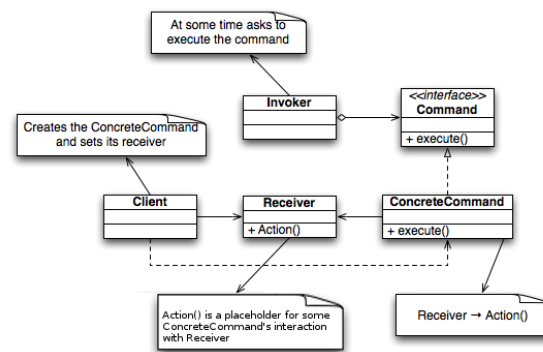 At some time asks to
execute the command
Invoker
<<interface>>
Command
+ execute()
Creates the ConcreteCommand
and sets its receiver
Client
Receiver
+ Action()
ConcreteCommand
+ execute()
Action() is a placeholder for some
ConcreteCommand's interaction
with Receiver
Receiver → Action()